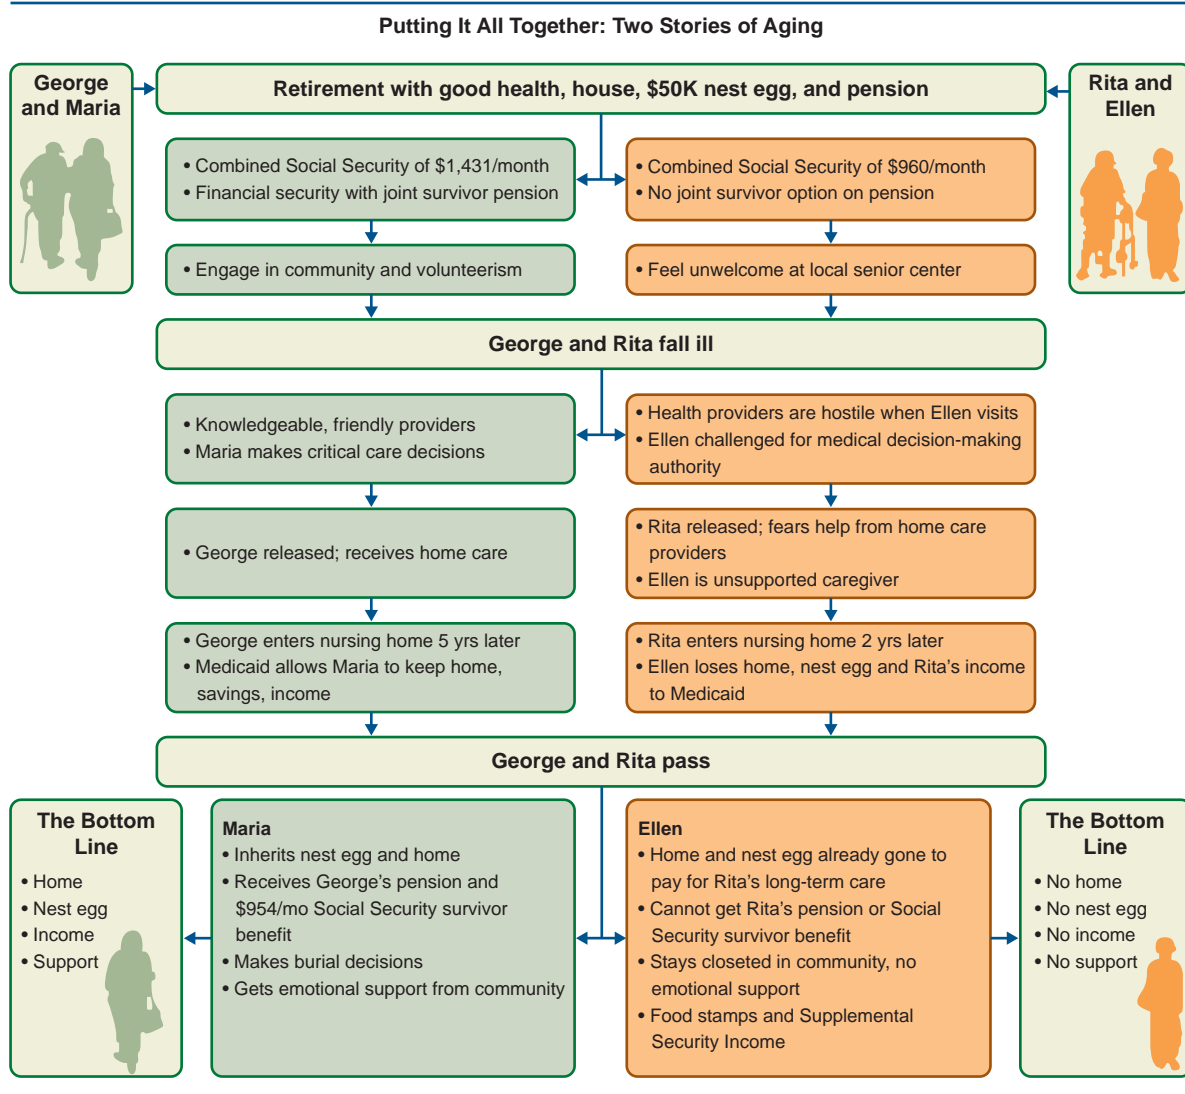 Putting It All Together: Two Stories of Aging
George
and Maria
Retirement with good health, house, $50K nest egg, and pension
Rita and
Ellen
• Combined Social Security of $1,431/month
• Financial security with joint survivor pension
• Combined Social Security of $960/month
• No joint survivor option on pension
• Engage in community and volunteerism
• Feel unwelcome at local senior center
George and Rita fall ill
• Knowledgeable, friendly providers
• Maria makes critical care decisions
• Health providers are hostile when Ellen visits
• Ellen challenged for medical decision-making
authority
• George released; receives home care
• Rita released; fears help from home care
providers
• Ellen is unsupported caregiver
• George enters nursing home 5 yrs later
• Medicaid allows Maria to keep home,
savings, income
• Rita enters nursing home 2 yrs later
• Ellen loses home, nest egg and Rita's income
to Medicaid
George and Rita pass
The Bottom
Line
• Home
• Nest egg
• Income
• Support
Maria
• Inherits nest egg and home
• Receives George's pension and
$954/mo Social Security survivor
benefit
• Makes burial decisions
• Gets emotional support from community
Ellen
• Home and nest egg already gone to
pay for Rita's long-term care
• Cannot get Rita's pension or Social
Security survivor benefit
• Stays closeted in community, no
emotional support
• Food stamps and Supplemental
Security Income
The Bottom
Line
• No home
• No nest egg
• No income
• No support